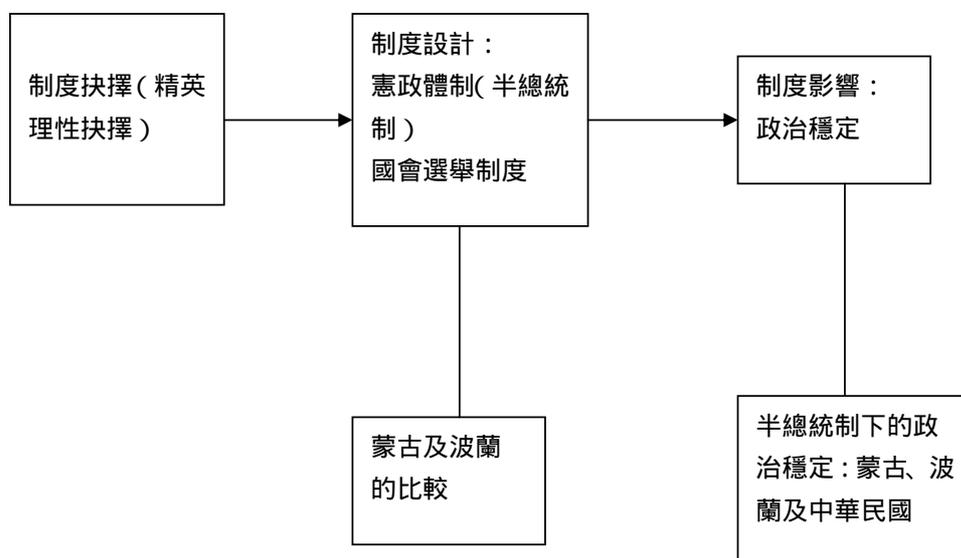 制度抉擇(精英
理性抉擇)
制度設計：
憲政體制(半總統
制)
國會選舉制度
制度影響：
政治穩定
蒙古及波蘭
的比較
半總統制下的政
治穩定：蒙古、波
蘭及中華民國